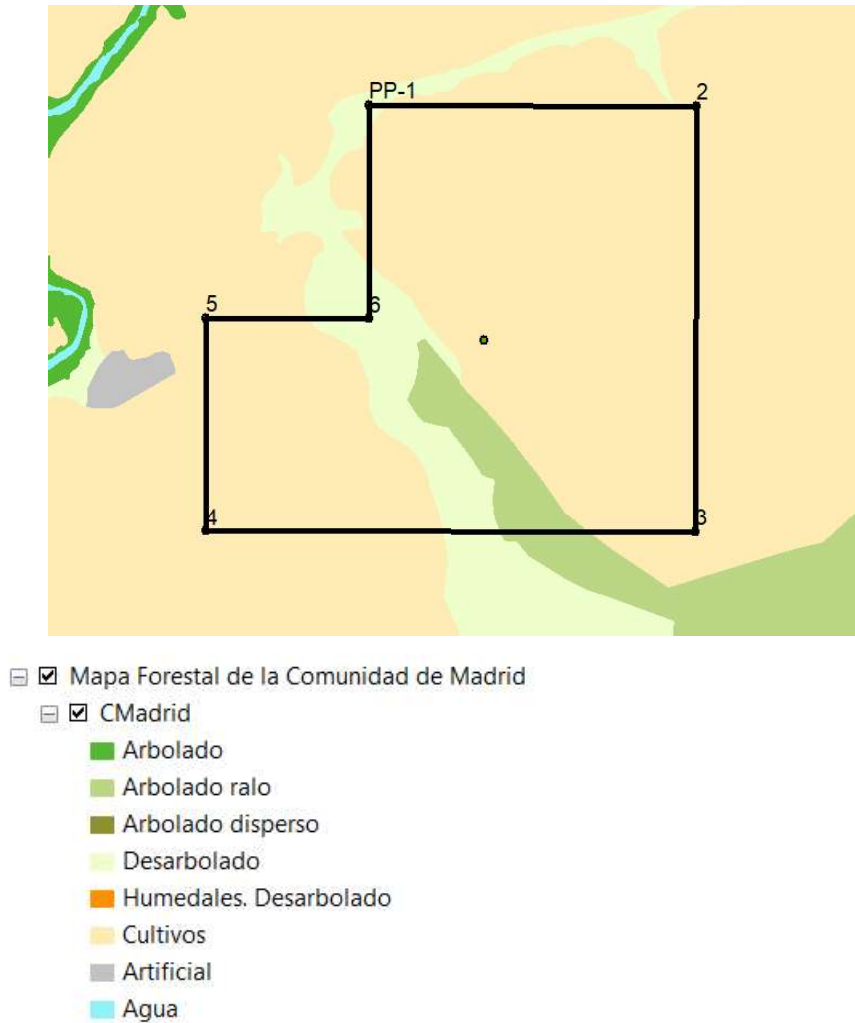 PP-1
2
5
6
4
3
Mapa Forestal de la Comunidad de Madrid
CMadrid
Arbolado
Arbolado ralo
Arbolado disperso
Desarbolado
Humedales. Desarbolado
Cultivos
Artificial
Agua